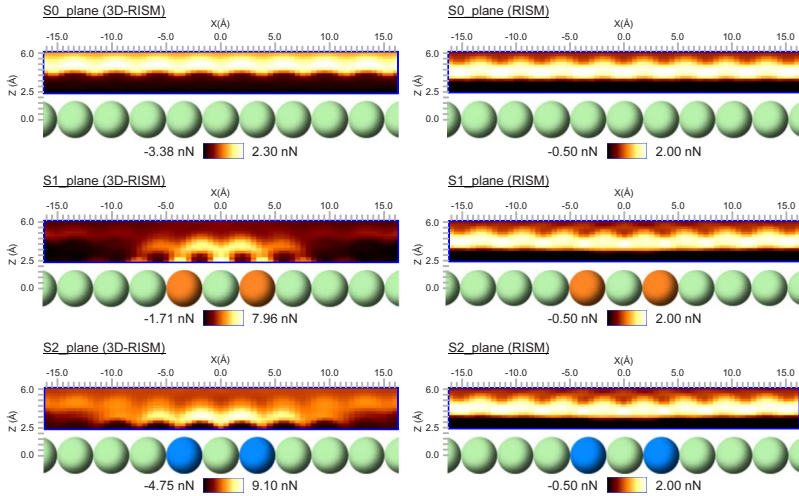 S0_plane (3D-RISM)
X(Å)
-15.0 -10.0 -5.0 0.0 5.0 10.0 15.0
6.0
Z (Å)
2.5
0.0
-3.38 nN 2.30 nN
S0_plane (RISM)
X(Å)
-15.0 -10.0 -5.0 0.0 5.0 10.0 15.0
6.0
Z (Å)
2.5
0.0
-0.50 nN 2.00 nN
S1_plane (3D-RISM)
X(Å)
-15.0 -10.0 -5.0 0.0 5.0 10.0 15.0
6.0
Z (Å)
2.5
0.0
-1.71 nN 7.96 nN
S1_plane (RISM)
X(Å)
-15.0 -10.0 -5.0 0.0 5.0 10.0 15.0
6.0
Z (Å)
2.5
0.0
-0.50 nN 2.00 nN
S2_plane (3D-RISM)
X(Å)
-15.0 -10.0 -5.0 0.0 5.0 10.0 15.0
6.0
Z (Å)
2.5
0.0
-4.75 nN 9.10 nN
S2_plane (RISM)
X(Å)
-15.0 -10.0 -5.0 0.0 5.0 10.0 15.0
6.0
Z (Å)
2.5
0.0
-0.50 nN 2.00 nN